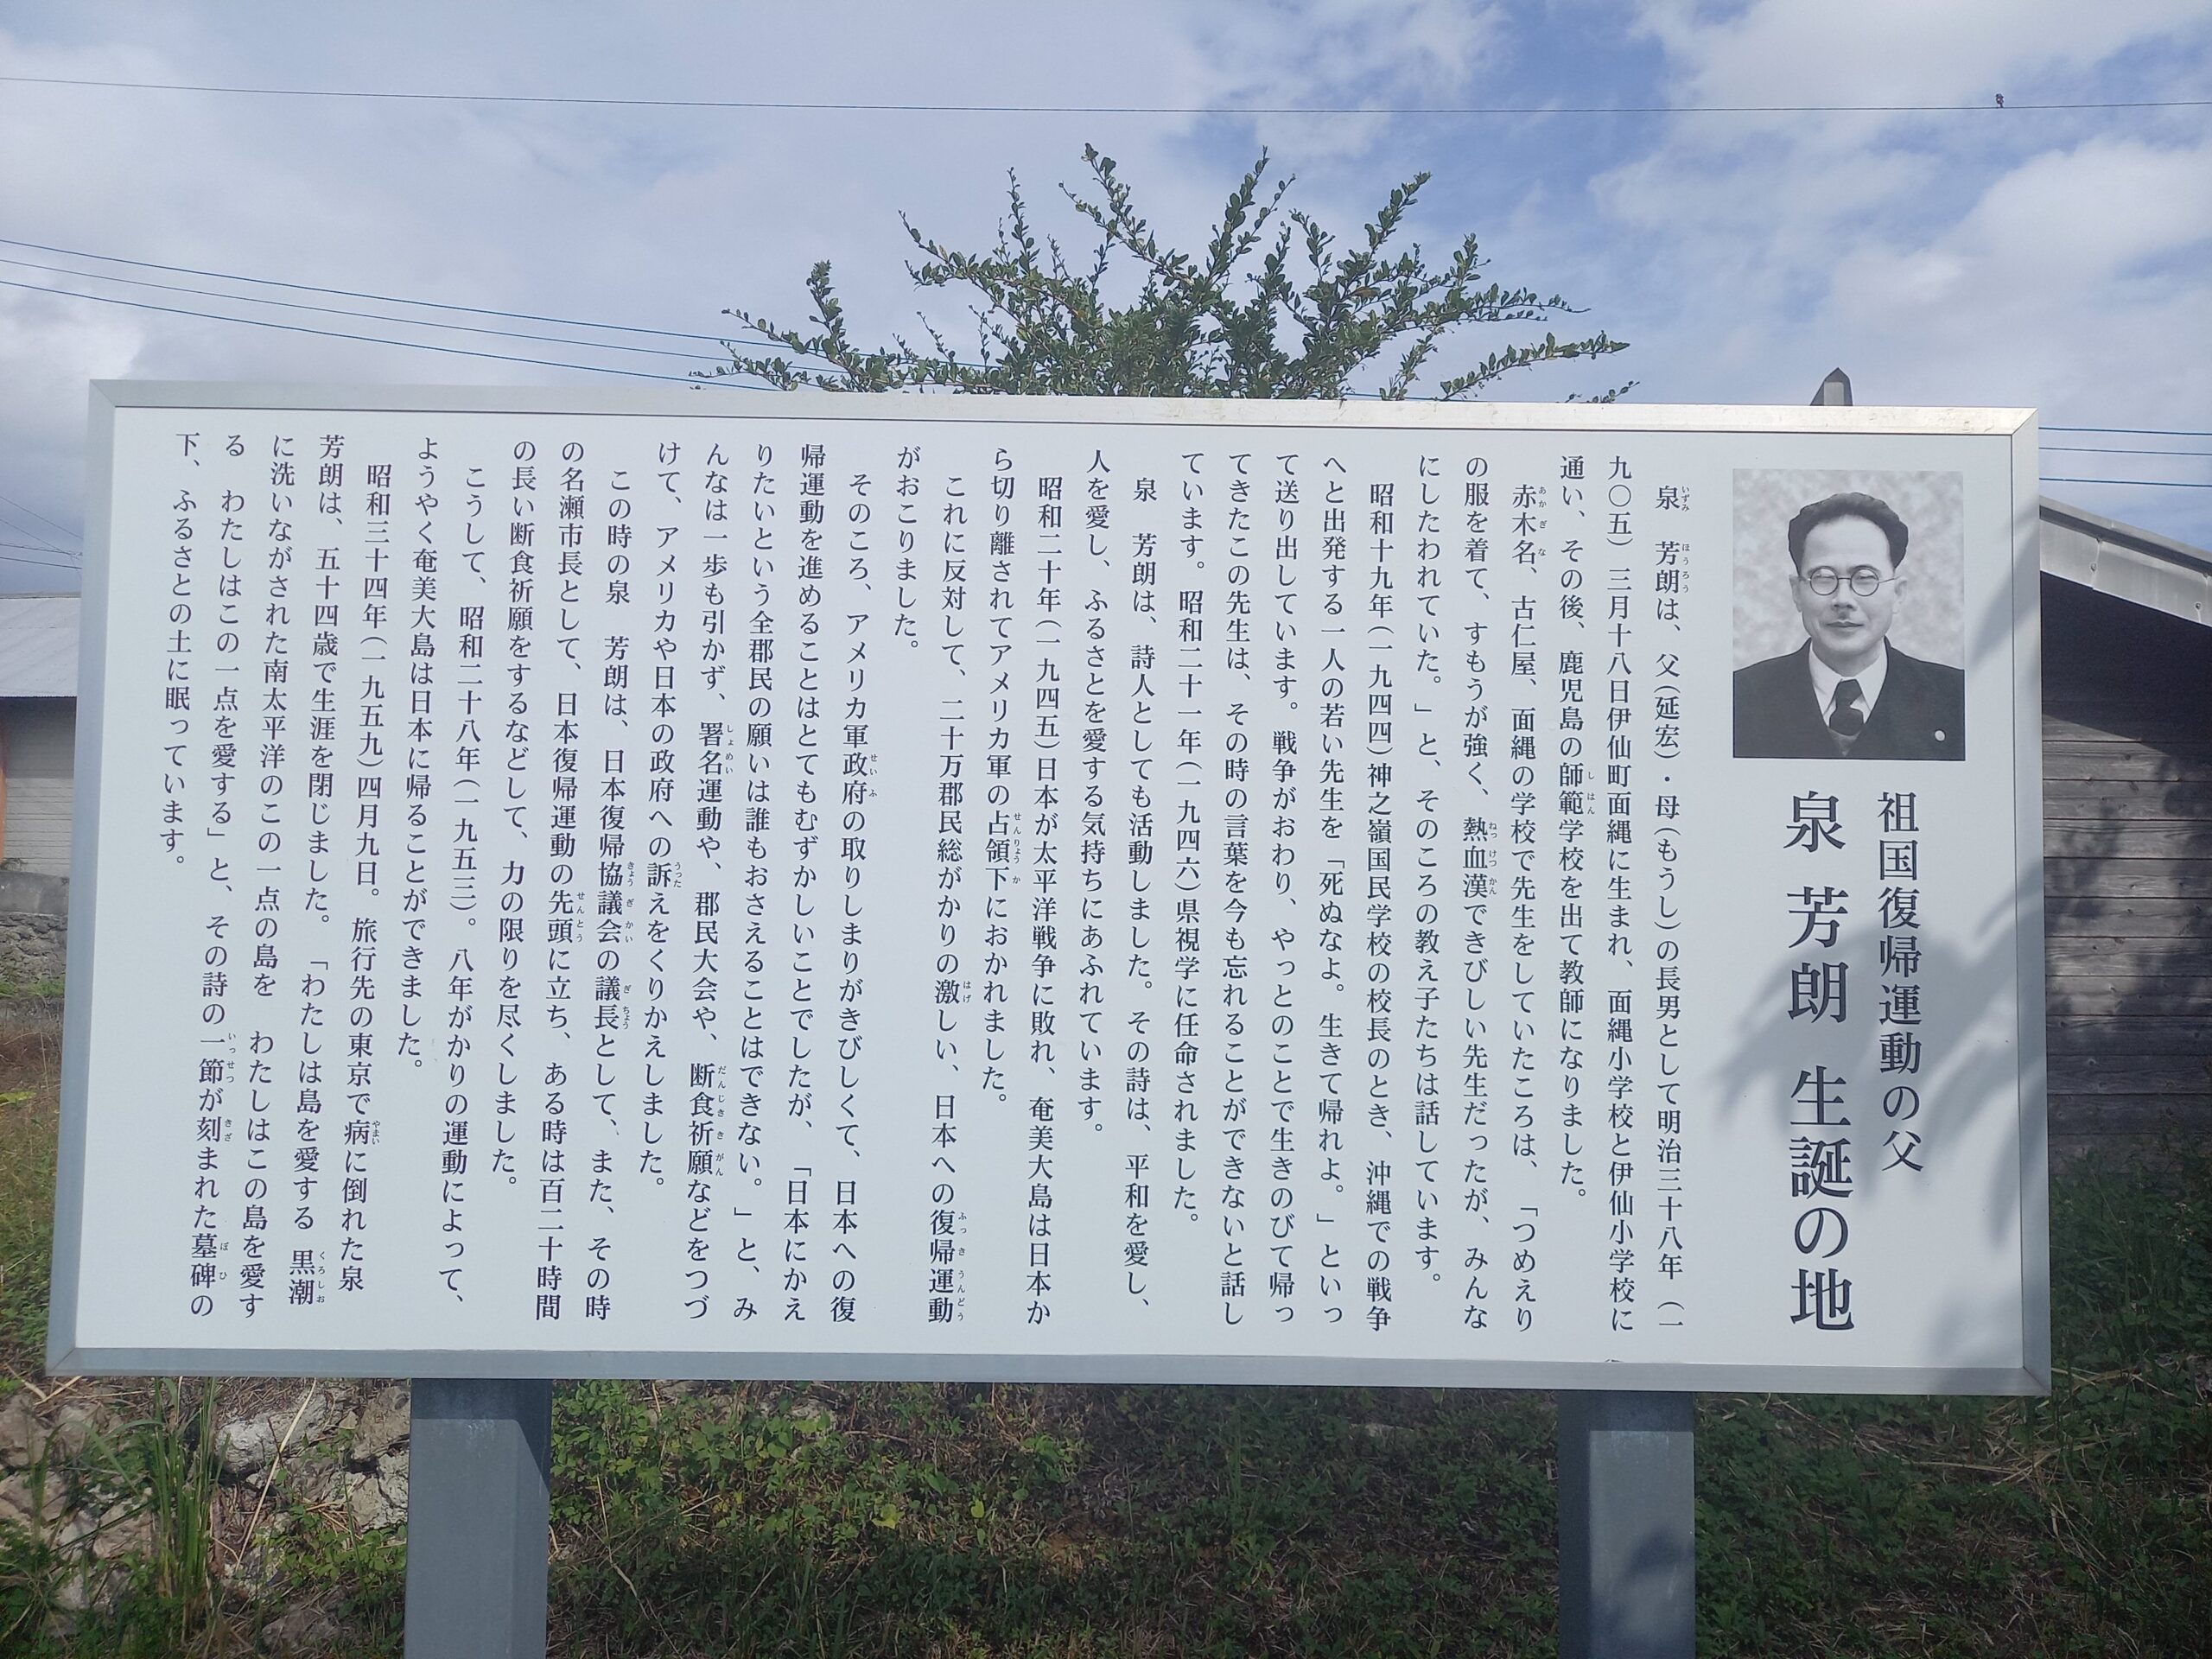 祖国復帰運動の父
泉 芳朗 生誕の地
泉 芳朗は、父(延宏)・母(もうし)の長男として明治三十八年(一
九〇五)三月十八日伊仙町面縄に生まれ、面縄小学校と伊仙小学校に
通い、その後、鹿児島の師範学校を出て教師になりました。
赤木名、古仁屋、面縄の学校で先生をしていたころは、「つめえり
の服を着て、すもうが強く、熱血漢できびしい先生だったが、みんな
にしたわれていた。」と、そのころの教え子たちは話しています。
昭和十九年(一九四四)神之嶺国民学校の校長のとき、沖縄での戦争
へと出発する一人の若い先生を「死ぬなよ。生きて帰れよ。」といっ
て送り出しています。戦争がおわり、やっとのことで生きのびて帰っ
てきたこの先生は、その時の言葉を今も忘れることができないと話し
ています。昭和二十一年(一九四六)県視学に任命されました。
泉 芳朗は、詩人としても活動しました。その詩は、平和を愛し、
人を愛し、ふるさとを愛する気持ちにあふれています。
昭和二十年(一九四五)日本が太平洋戦争に敗れ、奄美大島は日本か
ら切り離されてアメリカ軍の占領下におかれました。
これに反対して、二十万郡民総がかりの激しい、日本への復帰運動
がおこりました。
そのころ、アメリカ軍政府の取りしまりがきびしくて、日本への復
帰運動を進めることはとてもむずかしいことでしたが、「日本にかえ
りたいという全郡民の願いは誰もおさえることはできない。」と、み
んなは一歩も引かず、署名運動や、郡民大会や、断食祈願などをつづ
けて、アメリカや日本の政府への訴えをくりかえしました。
この時の泉 芳朗は、日本復帰協議会の議長として、また、その時
の名瀬市長として、日本復帰運動の先頭に立ち、ある時は百二十時間
の長い断食祈願をするなどして、力の限りを尽くしました。
こうして、昭和二十八年(一九五三)。八年がかりの運動によって、
ようやく奄美大島は日本に帰ることができました。
昭和三十四年(一九五九)四月九日。旅行先の東京で病に倒れた泉
芳朗は、五十四歳で生涯を閉じました。「わたしは島を愛する 黒潮
に洗いながされた南太平洋のこの一点の島を わたしはこの島を愛す
る わたしはこの一点を愛する」と、その詩の一節が刻まれた墓碑の
下、ふるさとの土に眠っています。